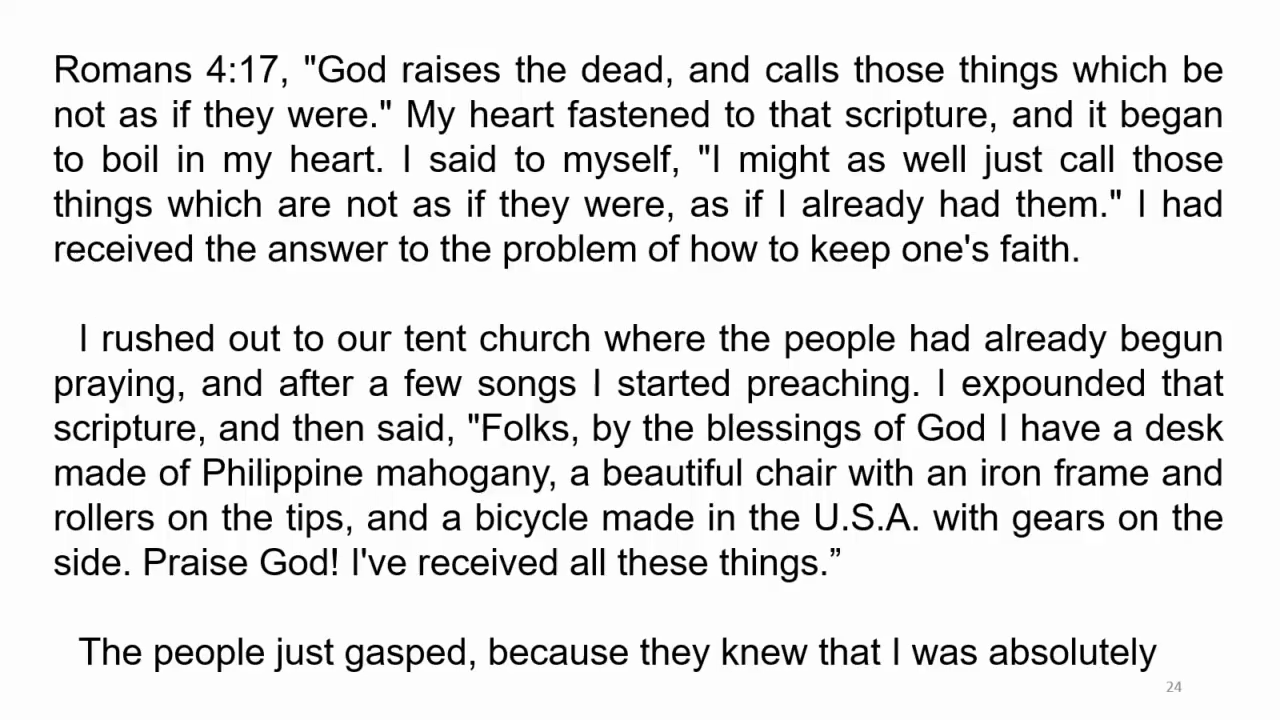 Romans 4:17, "God raises the dead, and calls those things which be
not as if they were." My heart fastened to that scripture, and it began
to boil in my heart. I said to myself, "I might as well just call those
things which are not as if they were, as if I already had them." I had
received the answer to the problem of how to keep one's faith.
I rushed out to our tent church where the people had already begun
praying, and after a few songs I started preaching. I expounded that
scripture, and then said, "Folks, by the blessings of God I have a desk
made of Philippine mahogany, a beautiful chair with an iron frame and
rollers on the tips, and a bicycle made in the U.S.A. with gears on the
side. Praise God! I've received all these things.”
The people just gasped, because they knew that I was absolutely
24